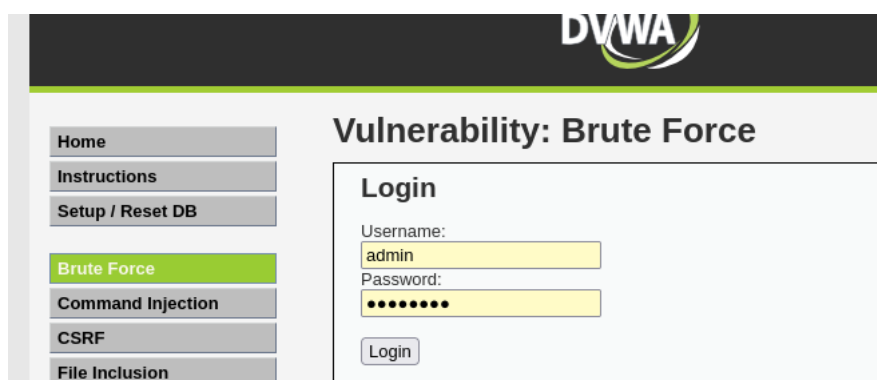 DVWA
Vulnerability: Brute Force
Home
Instructions
Setup / Reset DB
Brute Force
Command Injection
CSRF
File Inclusion
Login
Username:
admin
Password:
●●●●●●●●
Login